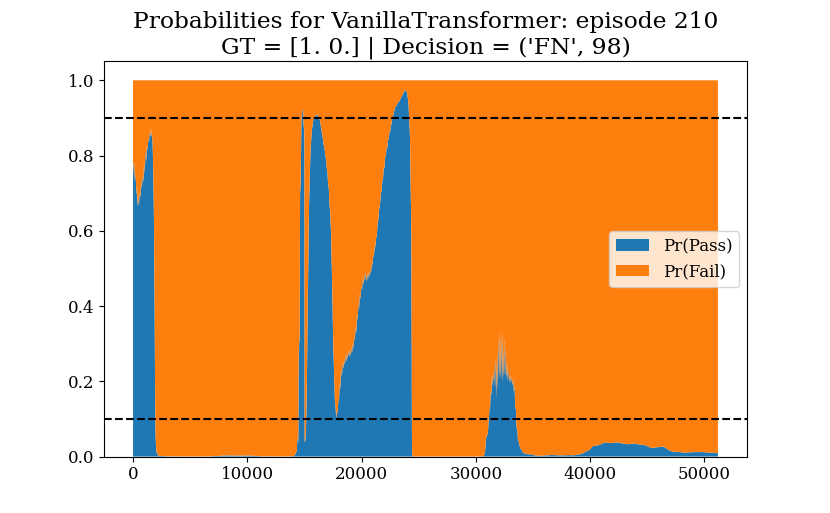 Probabilities for VanillaTransformer: episode 210
GT = [1. 0.] | Decision = ('FN', 98)
1.0
0.8
0.6
0.4
0.2
0.0
Pr(Pass)
Pr(Fail)
0 10000 20000 30000 40000 50000